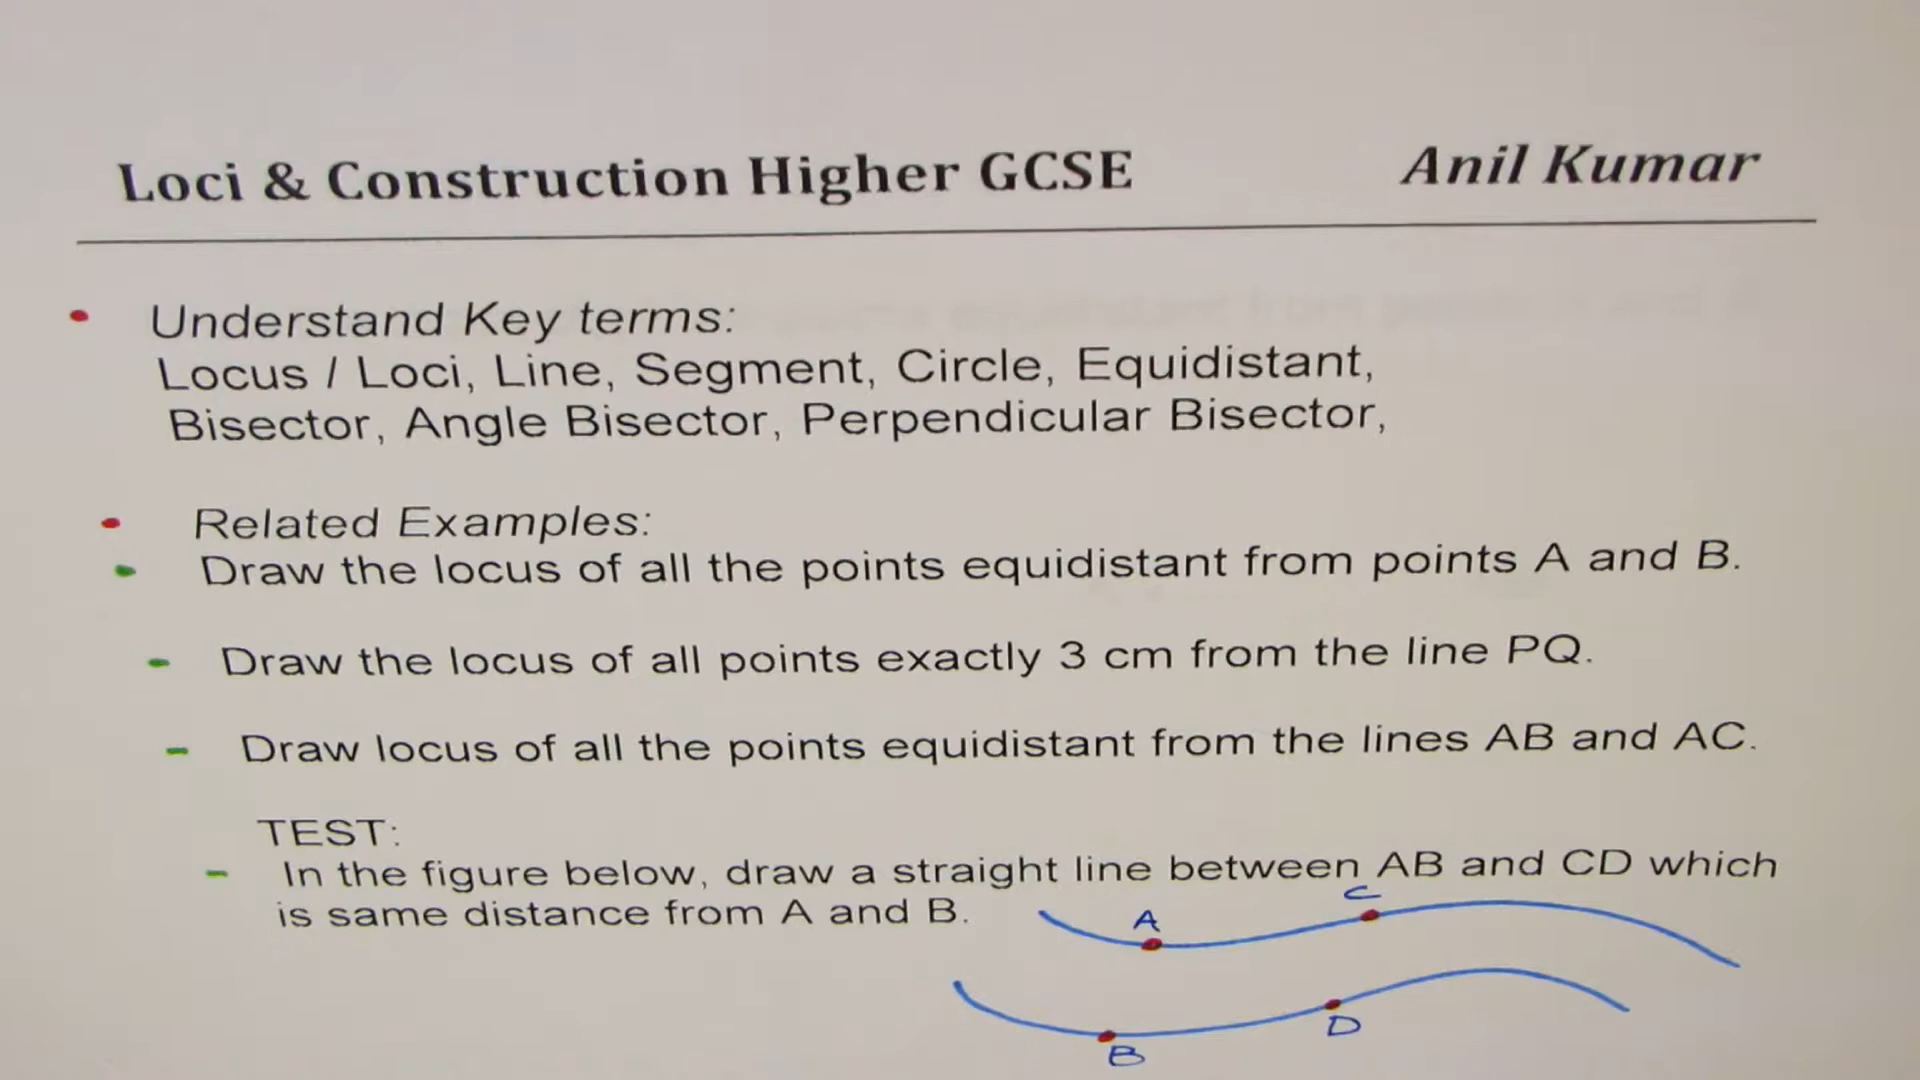 Loci & Construction Higher GCSE Anil Kumar
• Understand Key terms:
Locus / Loci, Line, Segment, Circle, Equidistant,
Bisector, Angle Bisector, Perpendicular Bisector,
• Related Examples:
- Draw the locus of all the points equidistant from points A and B.
- Draw the locus of all points exactly 3 cm from the line PQ.
- Draw locus of all the points equidistant from the lines AB and AC.
TEST:
- In the figure below, draw a straight line between AB and CD which
is same distance from A and B.
C
A
D
B